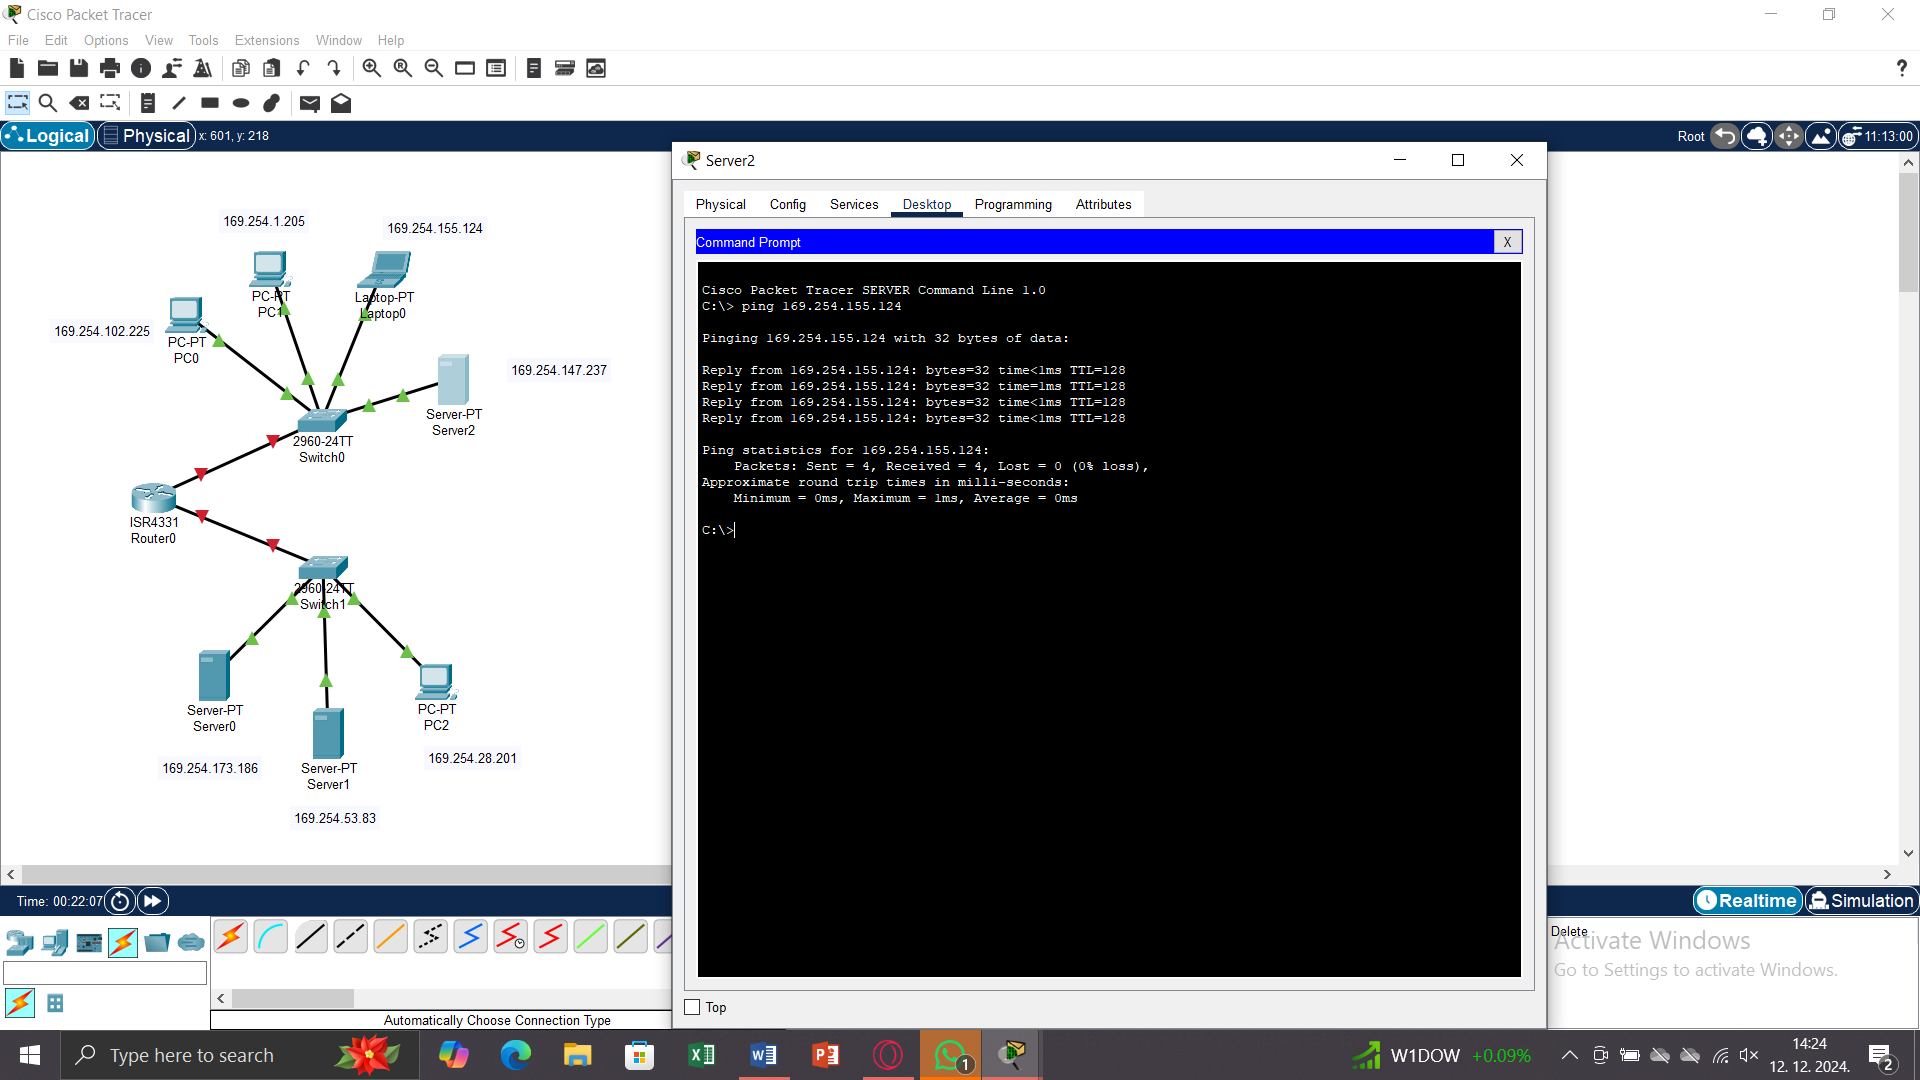 Cisco Packet Tracer
File Edit Options View Tools Extensions Window Help
?
Logical Physical x: 601, y: 218
Root 11:13:00
169.254.1.205
169.254.155.124
PC-PT
PC1
Laptop-PT
Laptop0
169.254.102.225
PC-PT
PC0
169.254.147.237
Server-PT
Server2
2960-24TT
Switch0
ISR4331
Router0
2960-24TT
Switch1
Server-PT
Server0
PC-PT
PC2
169.254.173.186
Server-PT
Server1
169.254.28.201
169.254.53.83
Server2
Physical Config Services Desktop Programming Attributes
Command Prompt X
Cisco Packet Tracer SERVER Command Line 1.0
C:\> ping 169.254.155.124
Pinging 169.254.155.124 with 32 bytes of data:
Reply from 169.254.155.124: bytes=32 time<1ms TTL=128
Reply from 169.254.155.124: bytes=32 time=1ms TTL=128
Reply from 169.254.155.124: bytes=32 time<1ms TTL=128
Reply from 169.254.155.124: bytes=32 time<1ms TTL=128
Ping statistics for 169.254.155.124:
Packets: Sent = 4, Received = 4, Lost = 0 (0% loss),
Approximate round trip times in milli-seconds:
Minimum = 0ms, Maximum = 1ms, Average = 0ms
C:\>
Top
Time: 00:22:07
Realtime Simulation
Automatically Choose Connection Type
Delete
Activate Windows
Go to Settings to activate Windows.
Type here to search
1
W1DOW +0.09%
14:24
12. 12. 2024.
2